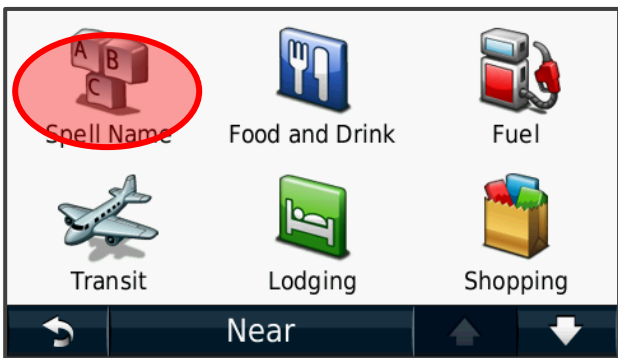 A B
C
Spell Name Food and Drink Fuel
Transit Lodging Shopping
Near